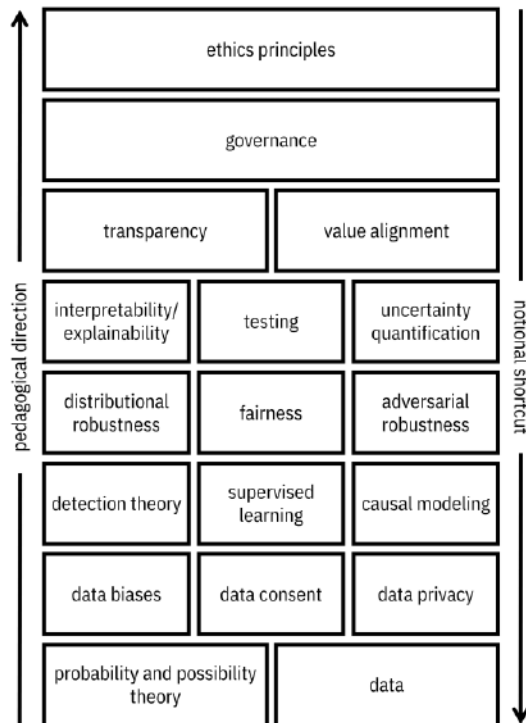 ethics principles
governance
transparency
value alignment
interpretability/
explainability
testing
uncertainty
quantification
distributional
robustness
fairness
adversarial
robustness
detection theory
supervised
learning
causal modeling
data biases
data consent
data privacy
probability and possibility
theory
data
pedagogical direction
notional shortcut